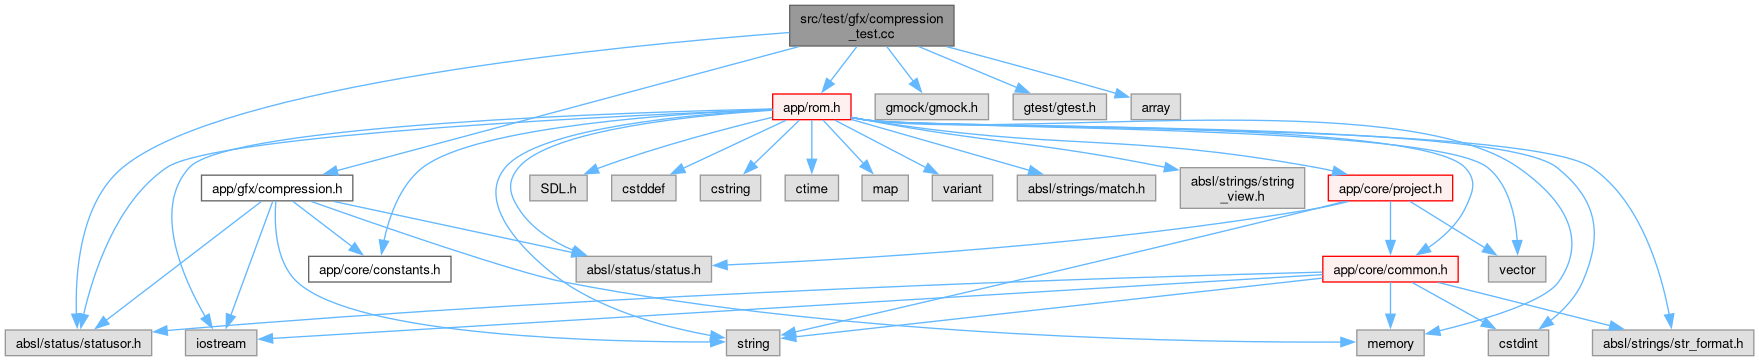 src/test/gfx/compression
_test.cc
app/rom.h
gmock/gmock.h
gtest/gtest.h
array
app/gfx/compression.h
SDL.h
cstddef
cstring
ctime
map
variant
absl/strings/match.h
absl/strings/string
_view.h
app/core/project.h
app/core/constants.h
absl/status/status.h
app/core/common.h
vector
absl/status/statusor.h
iostream
string
memory
cstdint
absl/strings/str_format.h